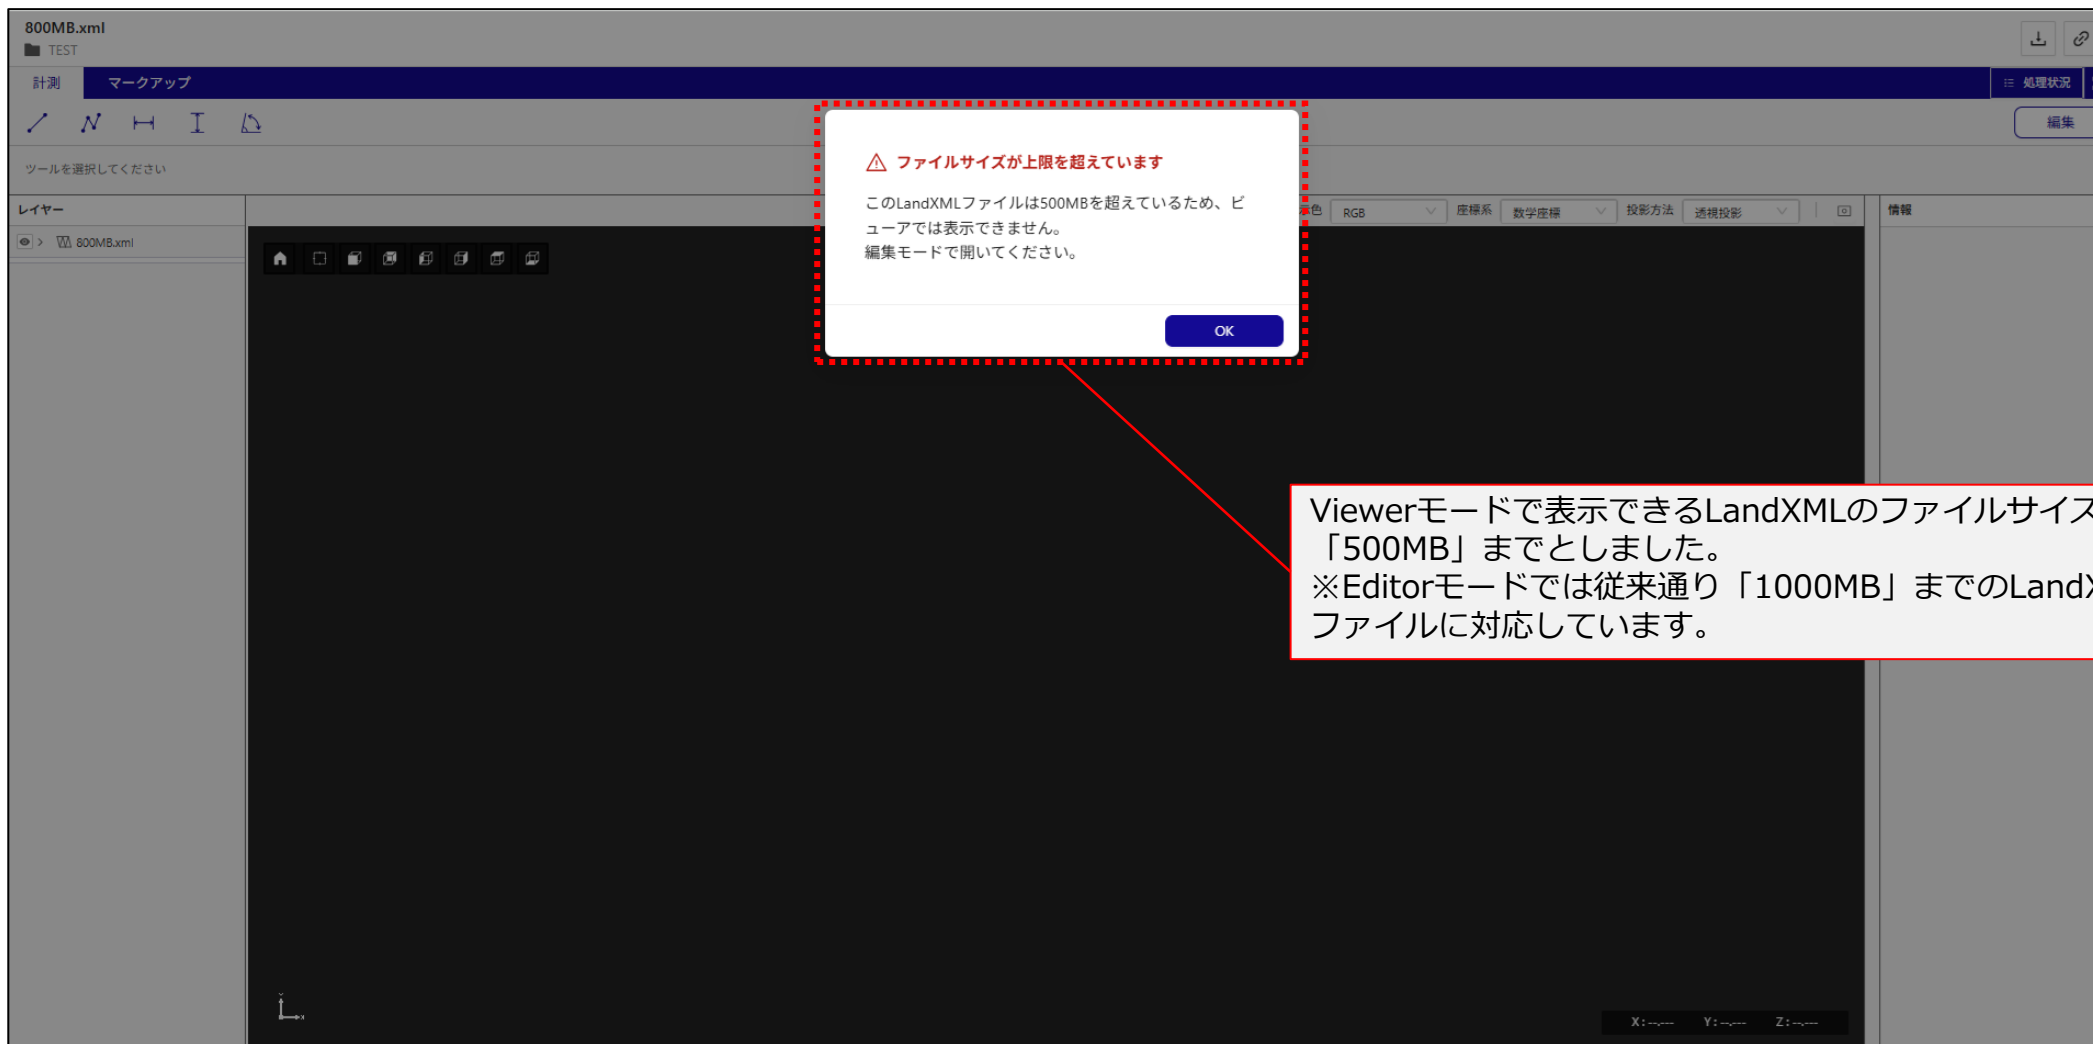 800MB.xml
TEST
計測 マークアップ
処理状況
編集
ツールを選択してください
レイヤー
800MB.xml
示色 RGB 座標系 数学座標 投影方法 透視投影
情報
ファイルサイズが上限を超えています
このLandXMLファイルは500MBを超えているため、ビ
ューアでは表示できません。
編集モードで開いてください。
OK
Viewerモードで表示できるLandXMLのファイルサイズ
「500MB」までとしました。
※Editorモードでは従来通り「1000MB」までのLandX
ファイルに対応しています。
X:--,--- Y:--,--- Z:--,---